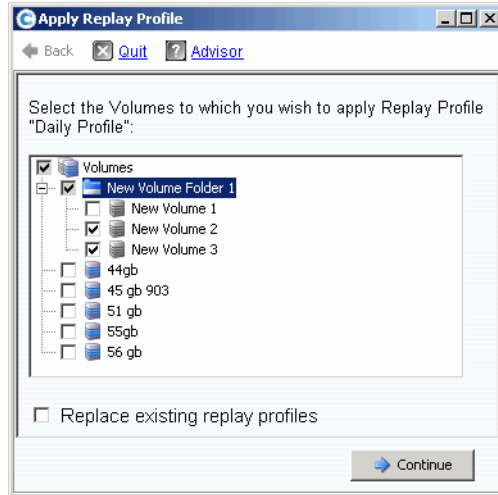 Apply Replay Profile
Back Quit ? Advisor
Select the Volumes to which you wish to apply Replay Profile
"Daily Profile":
Volumes
New Volume Folder 1
New Volume 1
New Volume 2
New Volume 3
44gb
45 gb 903
51 gb
55gb
56 gb
Replace existing replay profiles
Continue